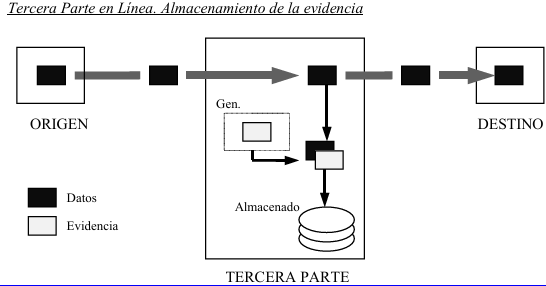 Tercera Parte en Línea. Almacenamiento de la evidencia
Gen.
ORIGEN
DESTINO
Datos
Evidencia
Almacenado
TERCERA PARTE